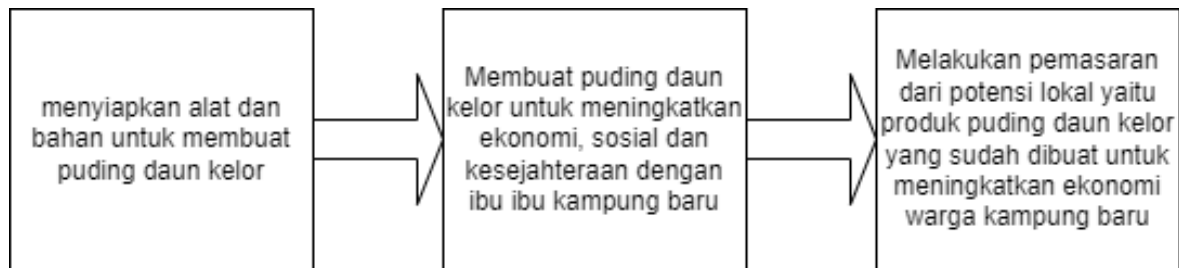 menyiapkan alat dan
bahan untuk membuat
puding daun kelor
Membuat puding daun
kelor untuk meningkatkan
ekonomi, sosial dan
kesejahteraan dengan
ibu ibu kampung baru
Melakukan pemasaran
dari potensi lokal yaitu
produk puding daun kelor
yang sudah dibuat untuk
meningkatkan ekonomi
warga kampung baru